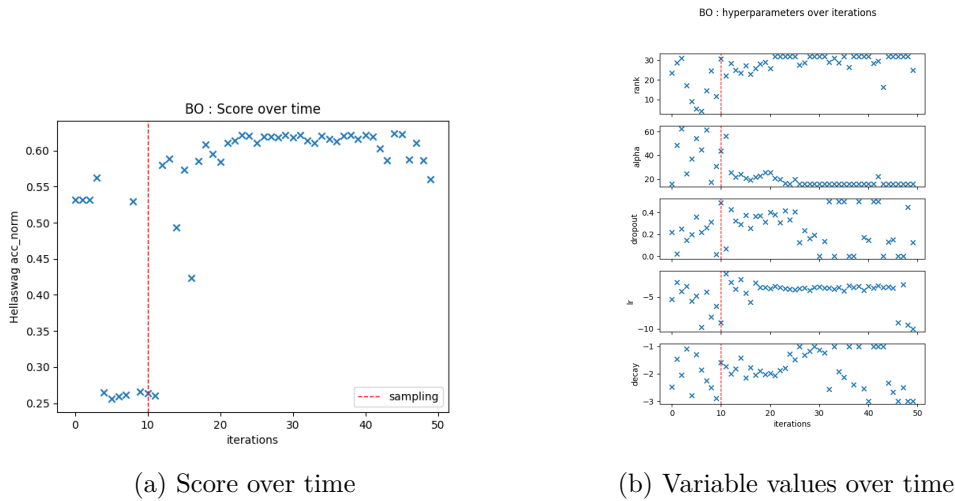 BO : Score over time
Hellaswag acc_norm
0.60
0.55
0.50
0.45
0.40
0.35
0.30
0.25
sampling
0 10 20 30 40 50
iterations
(a) Score over time
BO : hyperparameters over iterations
rank
30
20
10
alpha
60
40
20
dropout
0.4
0.2
0.0
lr
−5
−10
decay
−1
−2
−3
0 10 20 30 40 50
iterations
(b) Variable values over time